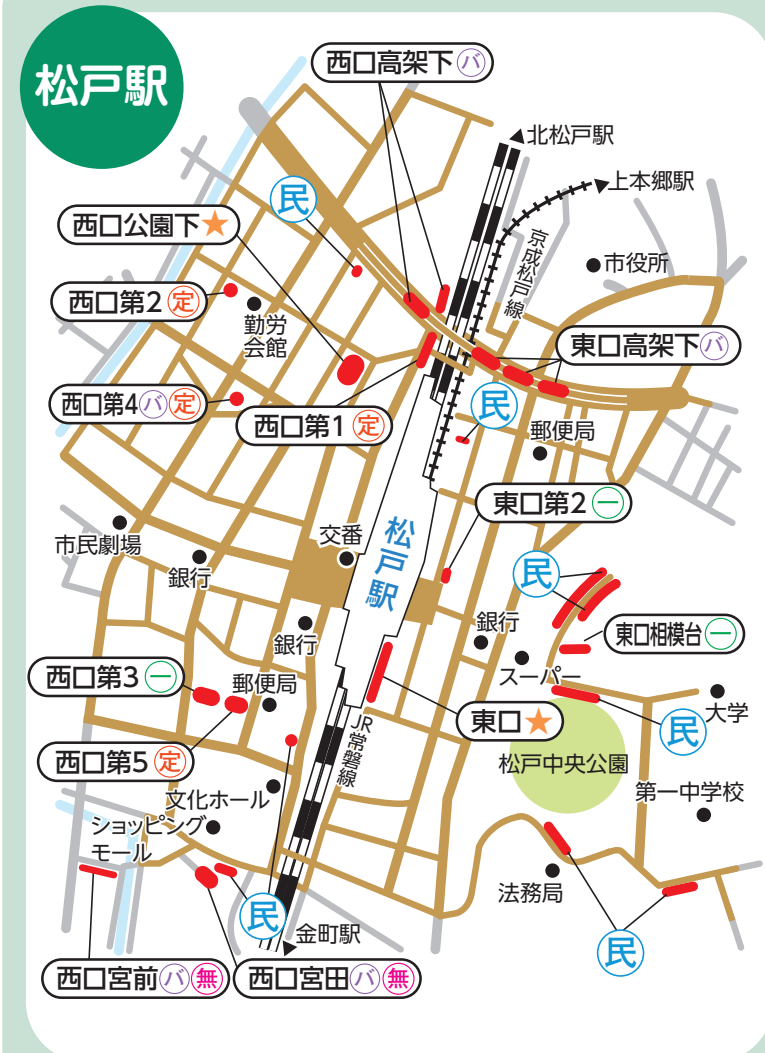 松戸駅
西口高架下 バ
北松戸駅
上本郷駅
民
西口公園下★
京成松戸線
市役所
西口第2 定
勤労
会館
東口高架下 バ
西口第4 バ 定
西口第1 定
民
郵便局
東口第2 一
市民劇場
交番
松戸駅
銀行
民
銀行
銀行
東口相模台 一
スーパー
西口第3 一
郵便局
東口★
大学
JR常磐線
民
西口第5 定
松戸中央公園
文化ホール
第一中学校
ショッピング
モール
法務局
民
金町駅
民
西口宮前 バ 無
西口宮田 バ 無